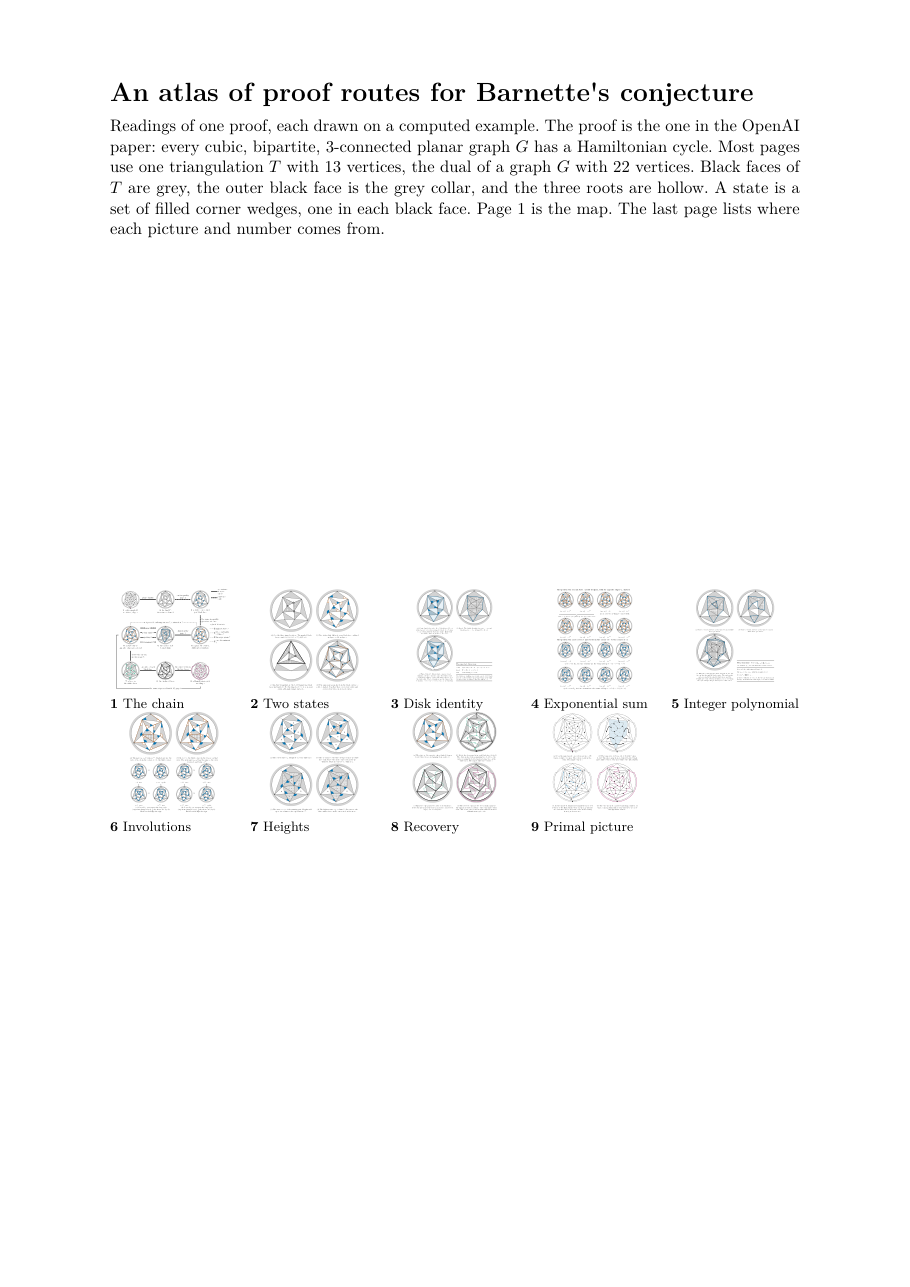 An atlas of proof routes for Barnette's conjecture
Readings of one proof, each drawn on a computed example. The proof is the one in the OpenAI
paper: every cubic, bipartite, 3-connected planar graph G has a Hamiltonian cycle. Most pages
use one triangulation T with 13 vertices, the dual of a graph G with 22 vertices. Black faces of
T are grey, the outer black face is the grey collar, and the three roots are hollow. A state is a
set of filled corner wedges, one in each black face. Page 1 is the map. The last page lists where
each picture and number comes from.
1 The chain
2 Two states
3 Disk identity
4 Exponential sum
5 Integer polynomial
6 Involutions
7 Heights
8 Recovery
9 Primal picture